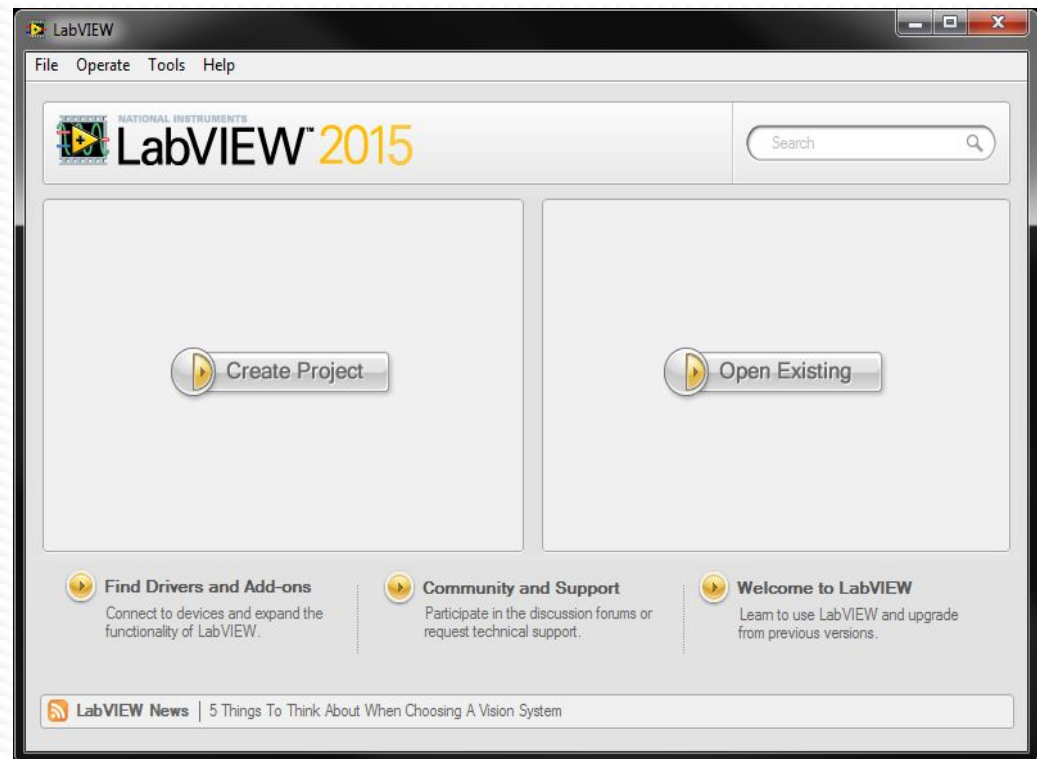 LabVIEW
File Operate Tools Help
NATIONAL INSTRUMENTS
LabVIEW™ 2015
Search
Create Project
Open Existing
Find Drivers and Add-ons
Connect to devices and expand the
functionality of LabVIEW.
Community and Support
Participate in the discussion forums or
request technical support.
Welcome to LabVIEW
Learn to use LabVIEW and upgrade
from previous versions.
LabVIEW News | 5 Things To Think About When Choosing A Vision System